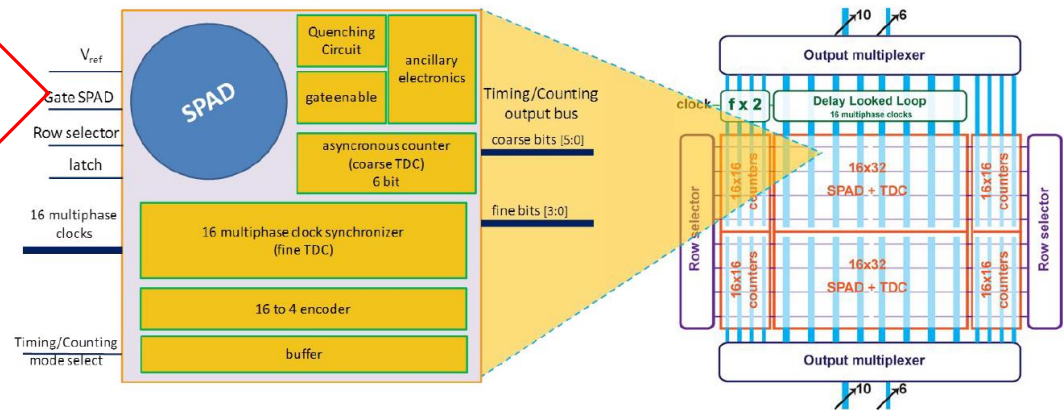 V_ref
Gate SPAD
Row selector
latch
16 multiphase
clocks
Timing/Counting
mode select
SPAD
Quenching
Circuit
gate enable
ancillary
electronics
asyncronous counter
(coarse TDC)
6 bit
16 multiphase clock synchronizer
(fine TDC)
16 to 4 encoder
buffer
Timing/Counting
output bus
coarse bits [5:0]
fine bits [3:0]
10
6
Output multiplexer
clock
f x 2
Delay Looked Loop
16 multiphase clocks
Row selector
16x16
counters
16x32
SPAD + TDC
16x16
counters
Row selector
16x16
counters
16x32
SPAD + TDC
16x16
counters
Output multiplexer
10
6